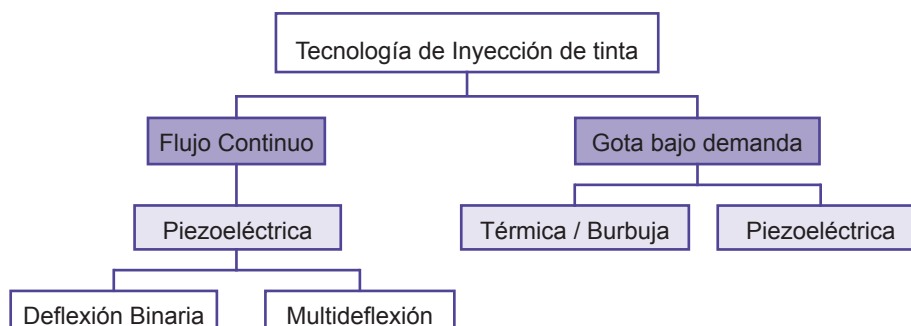 Tecnología de Inyección de tinta
Flujo Continuo
Gota bajo demanda
Piezoeléctrica
Térmica / Burbuja
Piezoeléctrica
Deflexión Binaria
Multideflexión